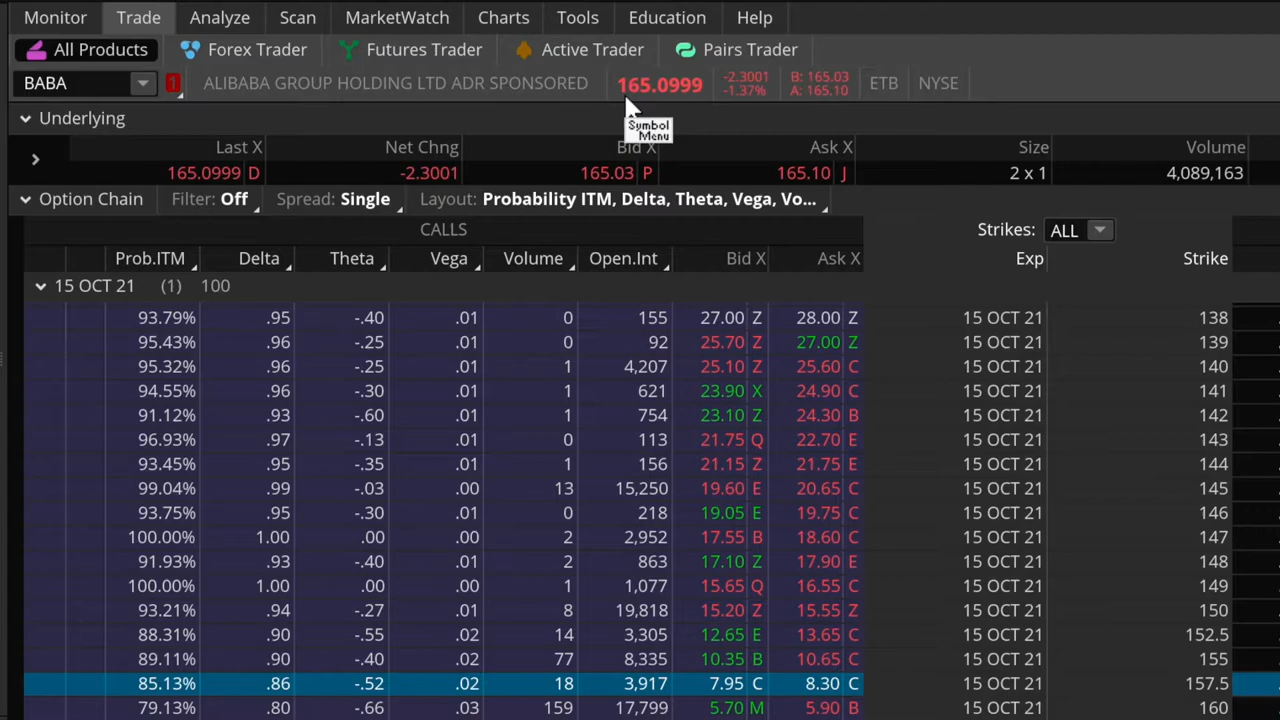 Monitor Trade Analyze Scan MarketWatch Charts Tools Education Help
All Products Forex Trader Futures Trader Active Trader Pairs Trader
BABA 1 ALIBABA GROUP HOLDING LTD ADR SPONSORED 165.0999 -2.3001 -1.37% B: 165.03 A: 165.10 ETB NYSE
Symbol Menu
Underlying
Last X Net Chng Bid X Ask X Size Volume
165.0999 D -2.3001 165.03 P 165.10 J 2 x 1 4,089,163
Option Chain Filter: Off Spread: Single Layout: Probability ITM, Delta, Theta, Vega, Vo...
CALLS Strikes: ALL
Prob.ITM Delta Theta Vega Volume Open.Int Bid X Ask X Exp Strike
15 OCT 21 (1) 100
93.79% .95 -.40 .01 0 155 27.00 Z 28.00 Z 15 OCT 21 138
95.43% .96 -.25 .01 0 92 25.70 Z 27.00 Z 15 OCT 21 139
95.32% .96 -.25 .01 1 4,207 25.10 Z 25.60 C 15 OCT 21 140
94.55% .96 -.30 .01 1 621 23.90 X 24.90 C 15 OCT 21 141
91.12% .93 -.60 .01 1 754 23.10 Z 24.30 B 15 OCT 21 142
96.93% .97 -.13 .01 0 113 21.75 Q 22.70 E 15 OCT 21 143
93.45% .95 -.35 .01 1 156 21.15 Z 21.75 E 15 OCT 21 144
99.04% .99 -.03 .00 13 15,250 19.60 E 20.65 C 15 OCT 21 145
93.75% .95 -.30 .01 0 218 19.05 E 19.75 C 15 OCT 21 146
100.00% 1.00 .00 .00 2 2,952 17.55 B 18.60 C 15 OCT 21 147
91.93% .93 -.40 .01 2 863 17.10 Z 17.90 E 15 OCT 21 148
100.00% 1.00 .00 .00 1 1,077 15.65 Q 16.55 C 15 OCT 21 149
93.21% .94 -.27 .01 8 19,818 15.20 Z 15.55 Z 15 OCT 21 150
88.31% .90 -.55 .02 14 3,305 12.65 E 13.65 C 15 OCT 21 152.5
89.11% .90 -.40 .02 77 8,335 10.35 B 10.65 C 15 OCT 21 155
85.13% .86 -.52 .02 18 3,917 7.95 C 8.30 C 15 OCT 21 157.5
79.13% .80 -.66 .03 159 17,799 5.70 M 5.90 B 15 OCT 21 160